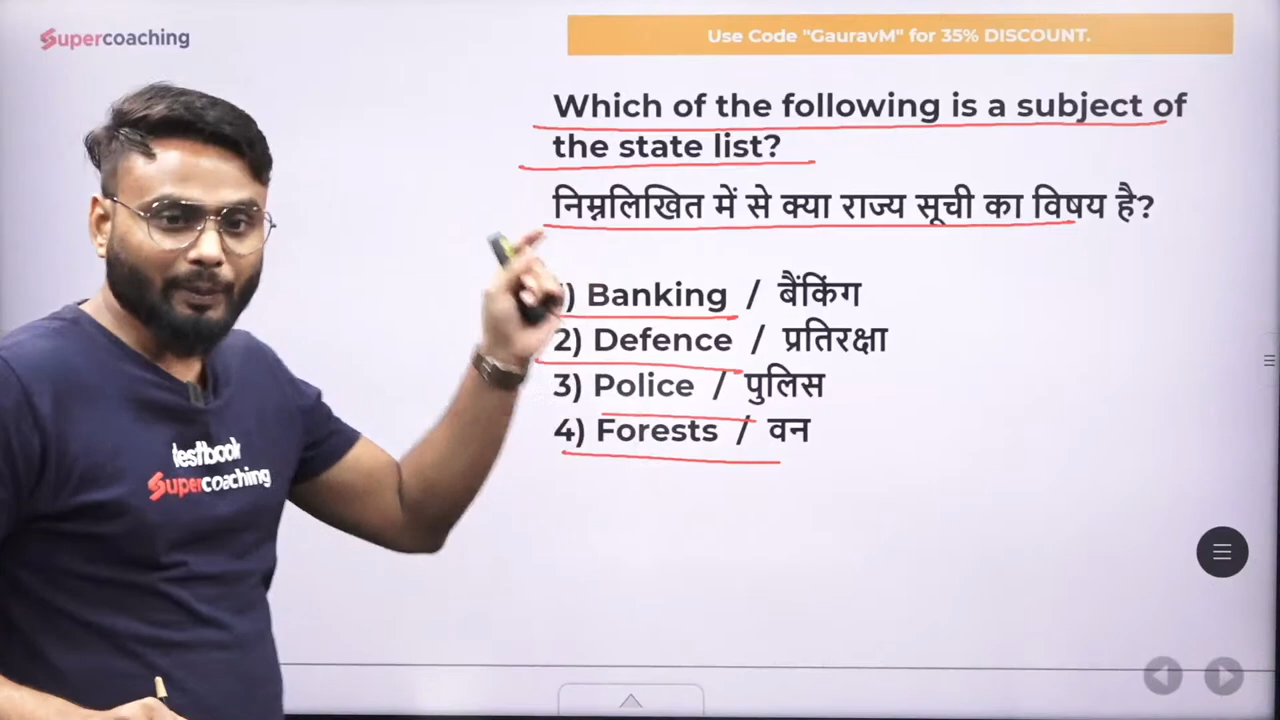 Supercoaching
Use Code "GauravM" for 35% DISCOUNT.
Which of the following is a subject of
the state list?
निम्नलिखित में से क्या राज्य सूची का विषय है?
1) Banking / बैंकिंग
2) Defence / प्रतिरक्षा
3) Police / पुलिस
4) Forests / वन
testbook
Supercoaching